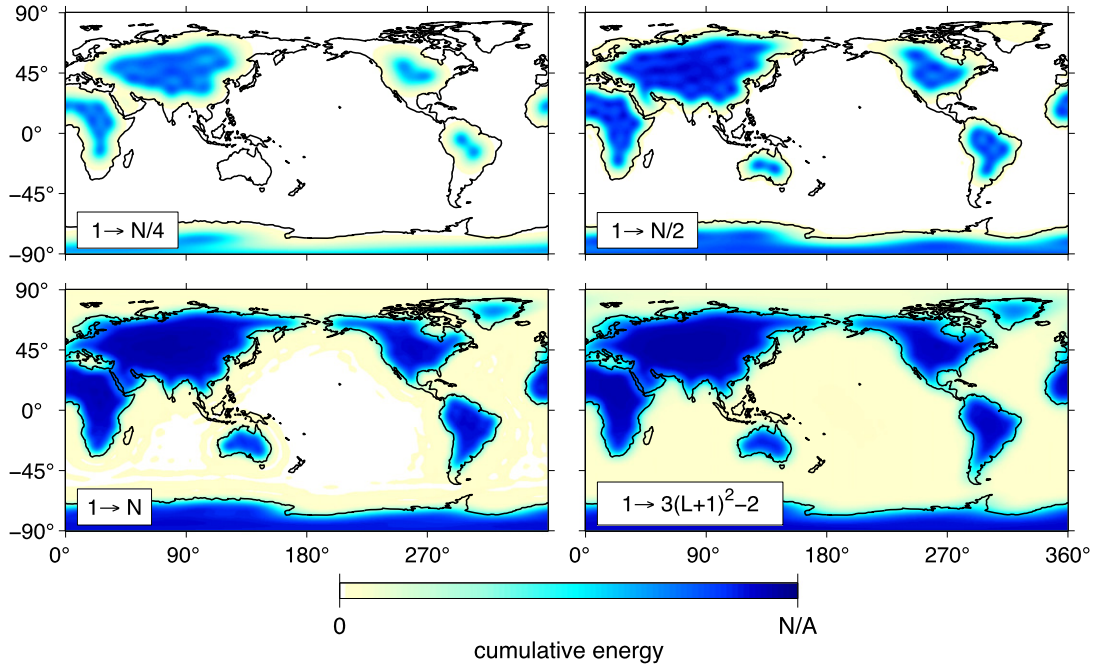 90°
45°
0°
−45°
−90°
1→ N/4
1→ N/2
90°
45°
0°
−45°
−90°
1→ N
1→ 3(L+1)²−2
0° 90° 180° 270° 0° 90° 180° 270° 360°
0 N/A
cumulative energy